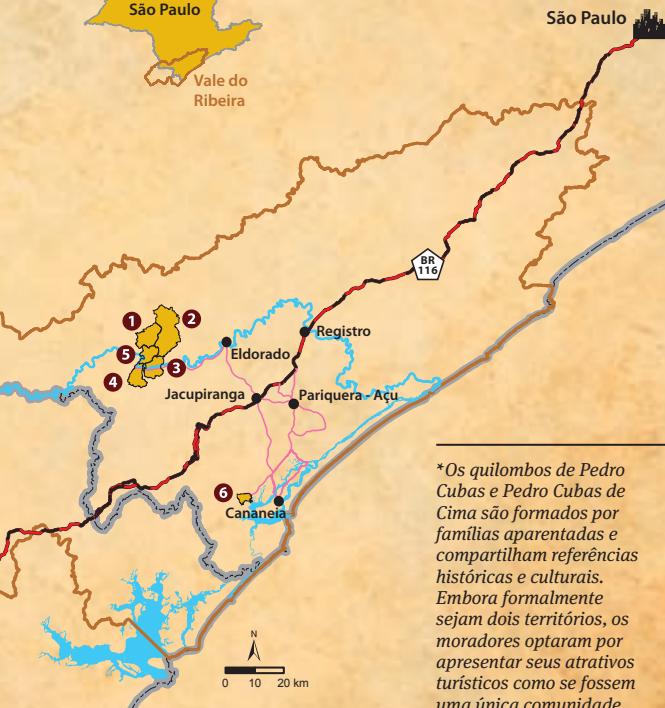 São Paulo
São Paulo
Vale do
Ribeira
BR
116
1
2
Registro
5
Eldorado
3
4
Jacupiranga
Pariquera - Açu
6
Cananeia
*Os quilombos de Pedro
Cubas e Pedro Cubas de
Cima são formados por
famílias aparentadas e
compartilham referências
históricas e culturais.
Embora formalmente
sejam dois territórios, os
moradores optaram por
apresentar seus atrativos
turísticos como se fossem
uma única comunidade
N
0 10 20 km